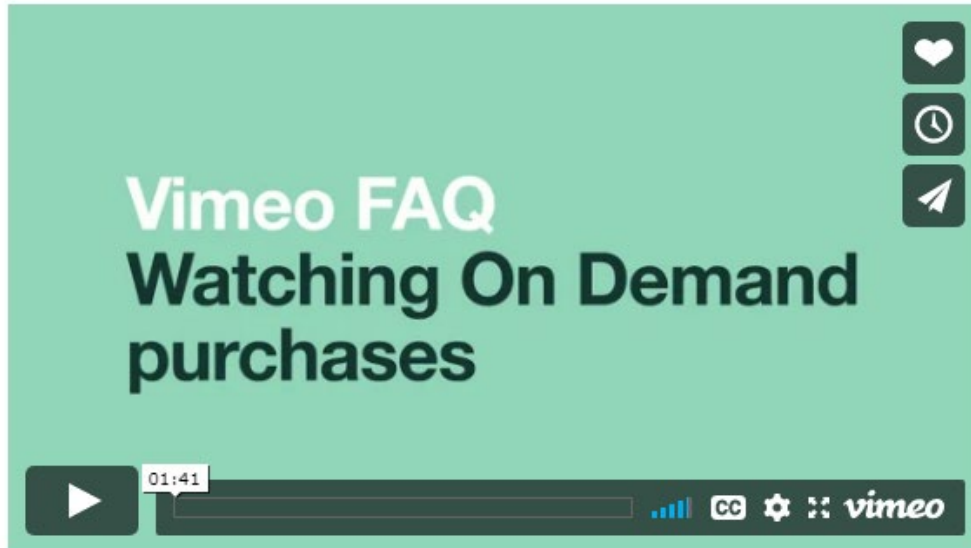 Vimeo FAQ
Watching On Demand
purchases
01:41
CC
vimeo